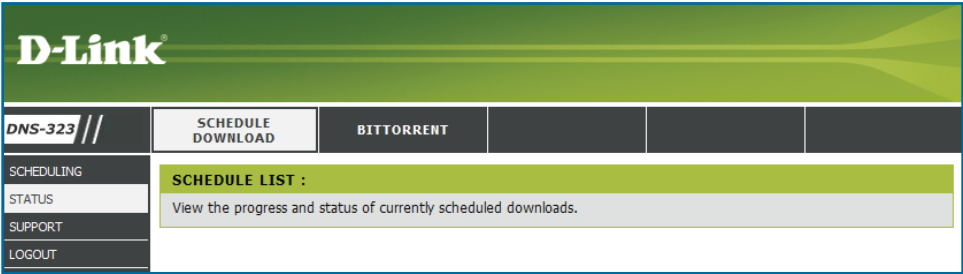 D-Link®
DNS-323
SCHEDULE
DOWNLOAD
BITTORRENT
SCHEDULING
STATUS
SUPPORT
LOGOUT
SCHEDULE LIST :
View the progress and status of currently scheduled downloads.